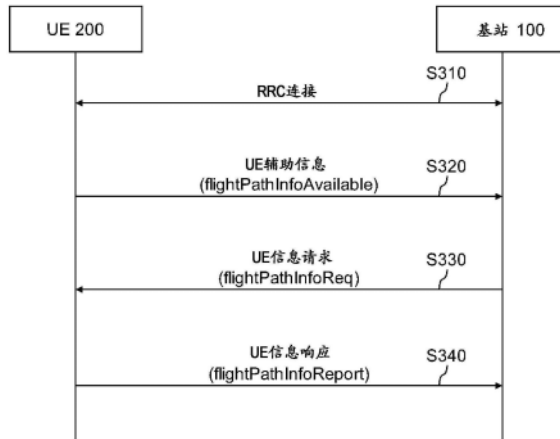 UE 200
基站 100
S310
RRC连接
UE辅助信息
S320
(flightPathInfoAvailable)
UE信息请求
S330
(flightPathInfoReq)
UE信息响应
S340
(flightPathInfoReport)